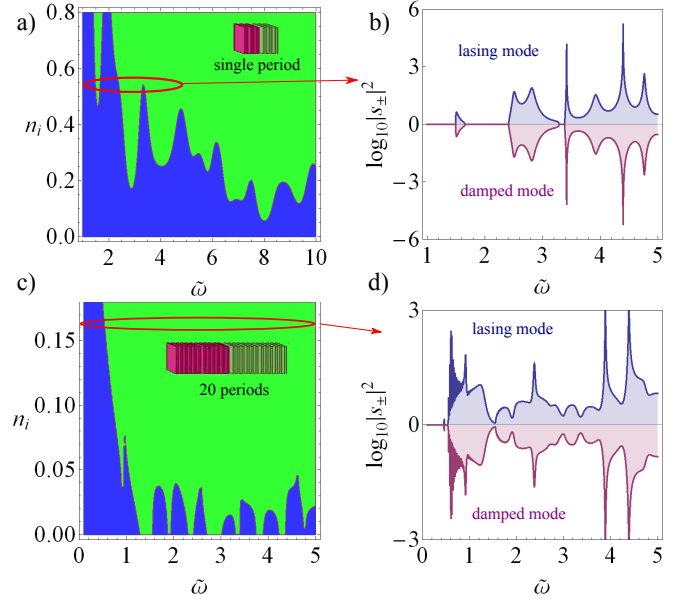 a)
0.8
0.6
0.4
0.2
0.0
n_i
single period
2
4
6
8
10
ω̃
b)
6
3
0
−3
−6
log₁₀|s±|²
lasing mode
damped mode
1
2
3
4
5
ω̃
c)
0.15
0.10
0.05
0.00
n_i
20 periods
0
1
2
3
4
5
ω̃
d)
3
0
−3
log₁₀|s±|²
lasing mode
damped mode
0
1
2
3
4
5
ω̃